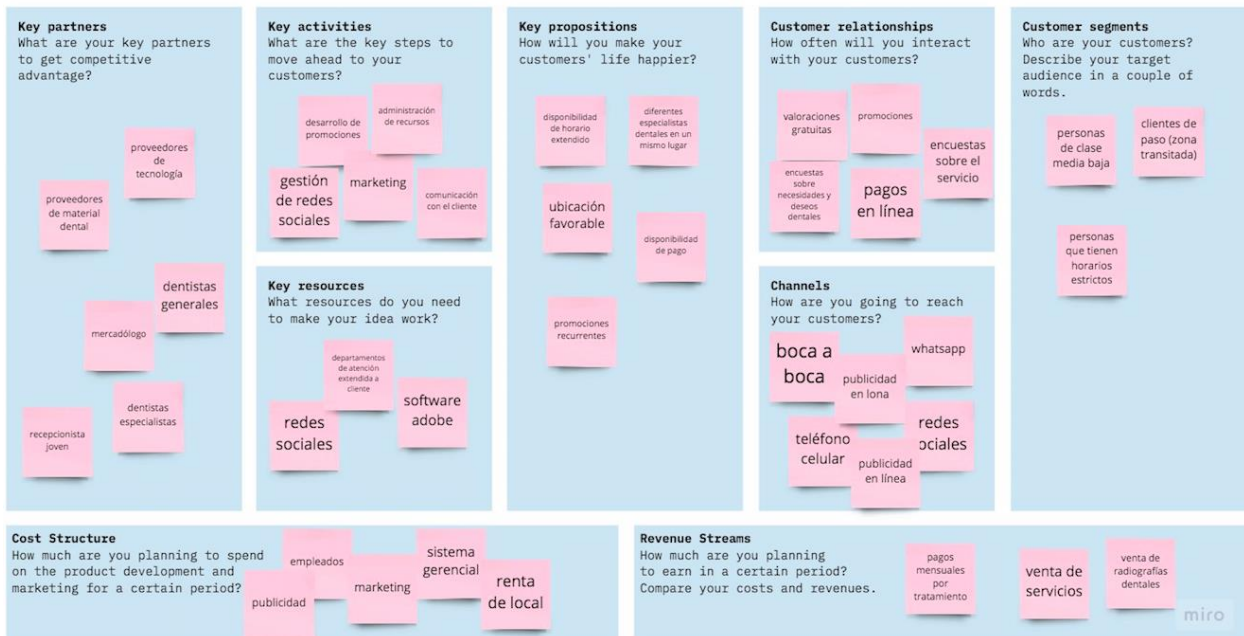 Key partners
What are your key partners
to get competitive
advantage?
proveedores
de
tecnología
proveedores
de material
dental
dentistas
generales
mercadólogo
dentistas
especialistas
recepcionista
joven
Key activities
What are the key steps to
move ahead to your
customers?
administración
de recursos
desarrollo de
promociones
gestión
de redes
sociales
marketing
comunicación
con el cliente
Key resources
What resources do you need
to make your idea work?
departamentos
de atención
extendida a
cliente
redes
sociales
software
adobe
Key propositions
How will you make your
customers' life happier?
disponibilidad
de horario
extendido
diferentes
especialistas
dentales en un
mismo lugar
ubicación
favorable
disponibilidad
de pago
promociones
recurrentes
Customer relationships
How often will you interact
with your customers?
valoraciones
gratuitas
promociones
encuestas
sobre el
servicio
encuestas
sobre
necesidades y
deseos
dentales
pagos
en línea
Channels
How are you going to reach
your customers?
boca a
boca
whatsapp
publicidad
en lona
teléfono
celular
redes
ociales
publicidad
en línea
Customer segments
Who are your customers?
Describe your target
audience in a couple of
words.
personas
de clase
media baja
clientes de
paso (zona
transitada)
personas
que tienen
horarios
estrictos
Cost Structure
How much are you planning to spend
on the product development and
marketing for a certain period?
empleados
publicidad
marketing
sistema
gerencial
renta
de local
Revenue Streams
How much are you planning
to earn in a certain period?
Compare your costs and revenues.
pagos
mensuales
por
tratamiento
venta de
servicios
venta de
radiografías
dentales
miro